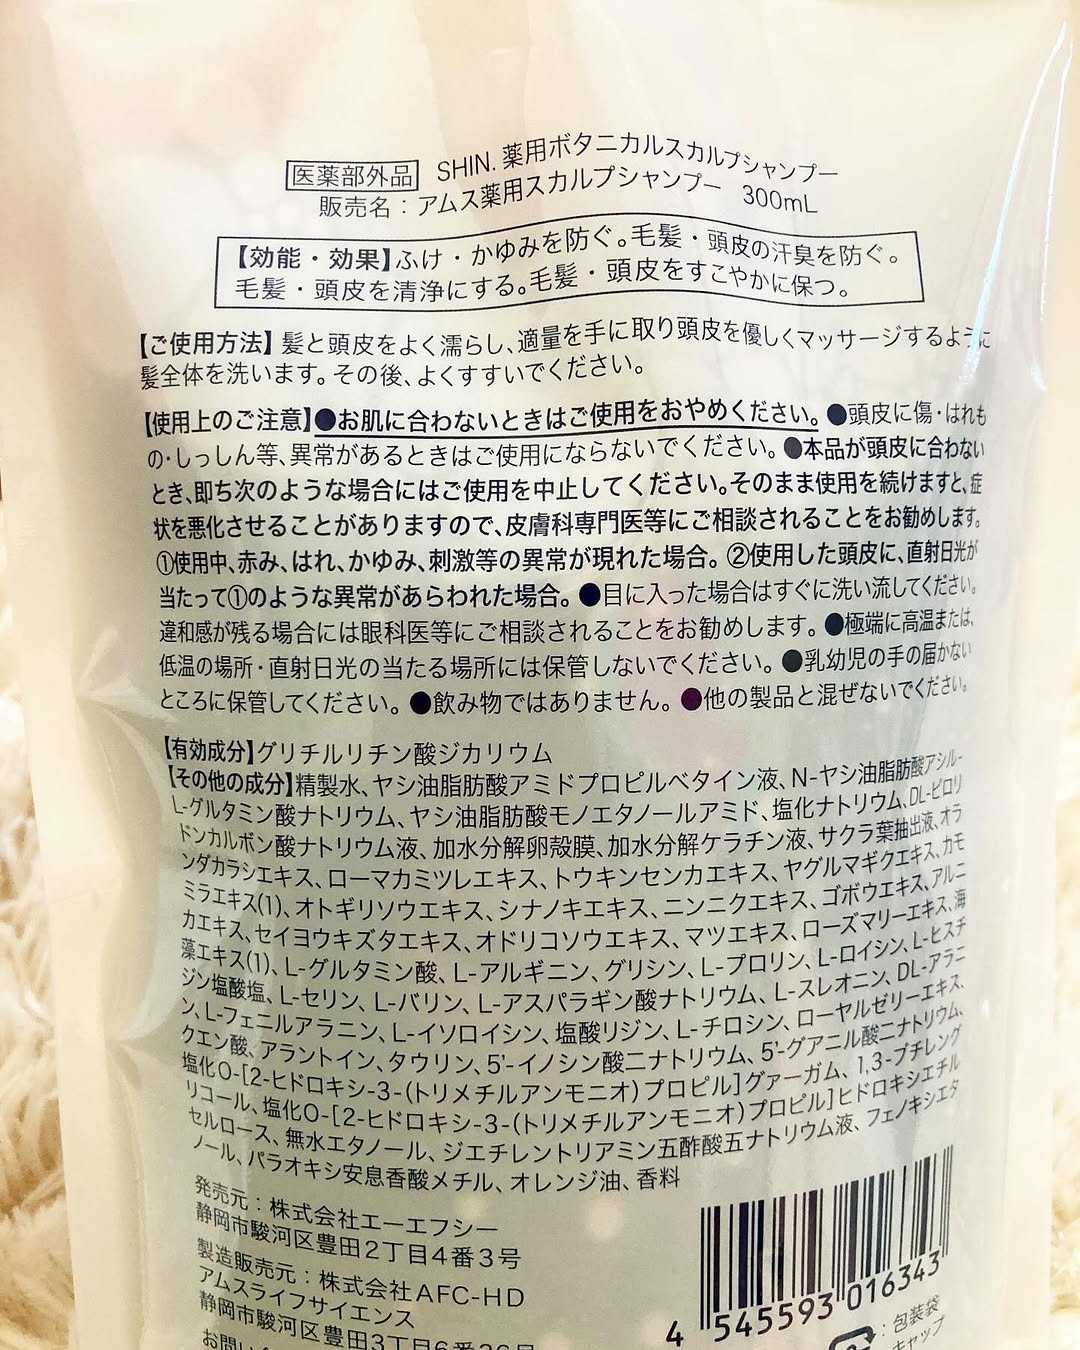 医薬部外品 SHIN. 薬用ボタニカルスカルプシャンプー
販売名：アムス薬用スカルプシャンプー 300mL
【効能・効果】ふけ・かゆみを防ぐ。毛髪・頭皮の汗臭を防ぐ。
毛髪・頭皮を清浄にする。毛髪・頭皮をすこやかに保つ。
【ご使用方法】髪と頭皮をよく濡らし、適量を手に取り頭皮を優しくマッサージするように
髪全体を洗います。その後、よくすすいでください。
【使用上のご注意】●お肌に合わないときはご使用をおやめください。●頭皮に傷・はれも
の・しっしん等、異常があるときはご使用にならないでください。●本品が頭皮に合わない
とき、即ち次のような場合にはご使用を中止してください。そのまま使用を続けますと、症
状を悪化させることがありますので、皮膚科専門医等にご相談されることをお勧めします。
①使用中、赤み、はれ、かゆみ、刺激等の異常が現れた場合。②使用した頭皮に、直射日光が
当たって①のような異常があらわれた場合。●目に入った場合はすぐに洗い流してください。
違和感が残る場合には眼科医等にご相談されることをお勧めします。●極端に高温または、
低温の場所・直射日光の当たる場所には保管しないでください。●乳幼児の手の届かない
ところに保管してください。●飲み物ではありません。●他の製品と混ぜないでください。
【有効成分】グリチルリチン酸ジカリウム
【その他の成分】精製水、ヤシ油脂肪酸アミドプロピルベタイン液、N-ヤシ油脂肪酸アシル-
L-グルタミン酸ナトリウム、ヤシ油脂肪酸モノエタノールアミド、塩化ナトリウム、DL-ピロリ
ドンカルボン酸ナトリウム液、加水分解卵殻膜、加水分解ケラチン液、サクラ葉抽出液、オラ
ンダカラシエキス、ローマカミツレエキス、トウキンセンカエキス、ヤグルマギクエキス、カモ
ミラエキス(1)、オトギリソウエキス、シナノキエキス、ニンニクエキス、ゴボウエキス、アルニ
カエキス、セイヨウキズタエキス、オドリコソウエキス、マツエキス、ローズマリーエキス、海
藻エキス(1)、L-グルタミン酸、L-アルギニン、グリシン、L-プロリン、L-ロイシン、L-ヒスチ
ジン塩酸塩、L-セリン、L-バリン、L-アスパラギン酸ナトリウム、L-スレオニン、DL-アラニ
ン、L-フェニルアラニン、L-イソロイシン、塩酸リジン、L-チロシン、ローヤルゼリーエキス、
クエン酸、アラントイン、タウリン、5'-イノシン酸二ナトリウム、5'-グアニル酸二ナトリウム、
塩化O-[2-ヒドロキシ-3-(トリメチルアンモニオ)プロピル]グァーガム、1,3-ブチレング
リコール、塩化O-[2-ヒドロキシ-3-(トリメチルアンモニオ)プロピル]ヒドロキシエチル
セルロース、無水エタノール、ジエチレントリアミン五酢酸五ナトリウム液、フェノキシエタ
ノール、パラオキシ安息香酸メチル、オレンジ油、香料
発売元：株式会社エーエフシー
静岡市駿河区豊田2丁目4番3号
製造販売元：株式会社AFC-HD
アムスライフサイエンス
静岡市駿河区豊田3丁目6番36号
4 545593 016343
：包装袋
キャップ